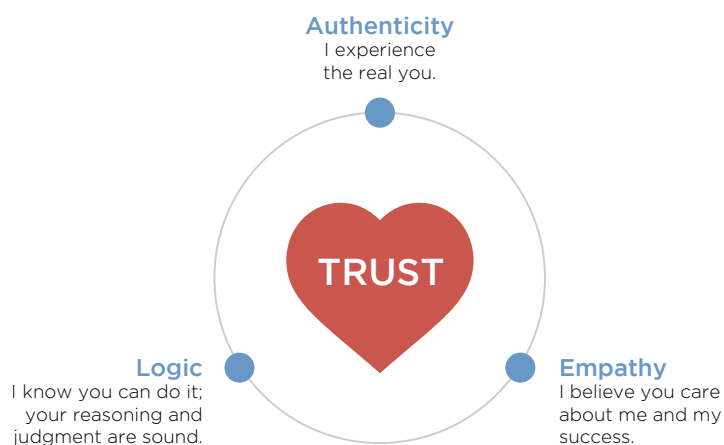 Authenticity
I experience
the real you.
TRUST
Logic
I know you can do it;
your reasoning and
judgment are sound.
Empathy
I believe you care
about me and my
success.